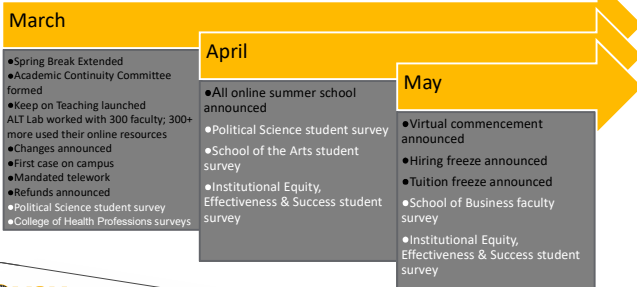 March
●Spring Break Extended
●Academic Continuity Committee
formed
●Keep on Teaching launched
ALT Lab worked with 300 faculty; 300+
more used their online resources
●Changes announced
●First case on campus
●Mandated telework
●Refunds announced
●Political Science student survey
●College of Health Professions surveys
April
●All online summer school
announced
●Political Science student survey
●School of the Arts student
survey
●Institutional Equity,
Effectiveness & Success student
survey
May
●Virtual commencement
announced
●Hiring freeze announced
●Tuition freeze announced
●School of Business faculty
survey
●Institutional Equity,
Effectiveness & Success student
survey